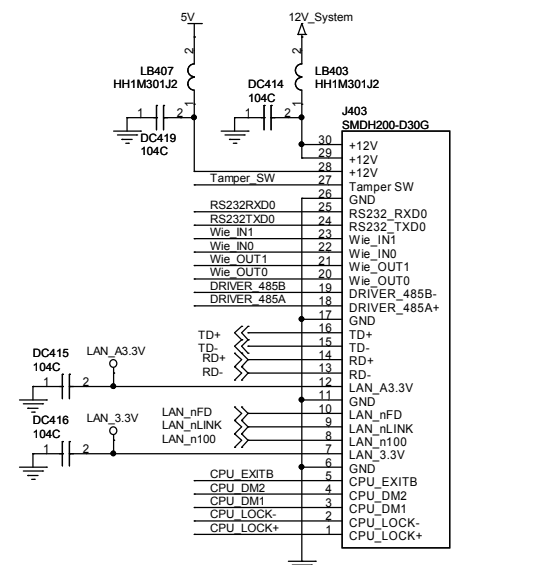 5V
12V_System
2
2
LB407
HH1M301J2
DC414
104C
LB403
HH1M301J2
1
1
1 2
1 2
DC419
104C
J403
SMDH200-D30G
30 +12V
29 +12V
28 +12V
Tamper_SW 27 Tamper SW
26 GND
RS232RXD0 25 RS232_RXD0
RS232TXD0 24 RS232_TXD0
Wie_IN1 23 Wie_IN1
Wie_IN0 22 Wie_IN0
Wie_OUT1 21 Wie_OUT1
Wie_OUT0 20 Wie_OUT0
DRIVER_485B 19 DRIVER_485B-
DRIVER_485A 18 DRIVER_485A+
17 GND
TD+ 16 TD+
TD- 15 TD-
RD+ 14 RD+
RD- 13 RD-
DC415
104C
1 2
LAN_A3.3V
12 LAN_A3.3V
11 GND
LAN_nFD 10 LAN_nFD
LAN_nLINK 9 LAN_nLINK
LAN_n100 8 LAN_n100
DC416
104C
1 2
LAN_3.3V
7 LAN_3.3V
6 GND
CPU_EXITB 5 CPU_EXITB
CPU_DM2 4 CPU_DM2
CPU_DM1 3 CPU_DM1
CPU_LOCK- 2 CPU_LOCK-
CPU_LOCK+ 1 CPU_LOCK+